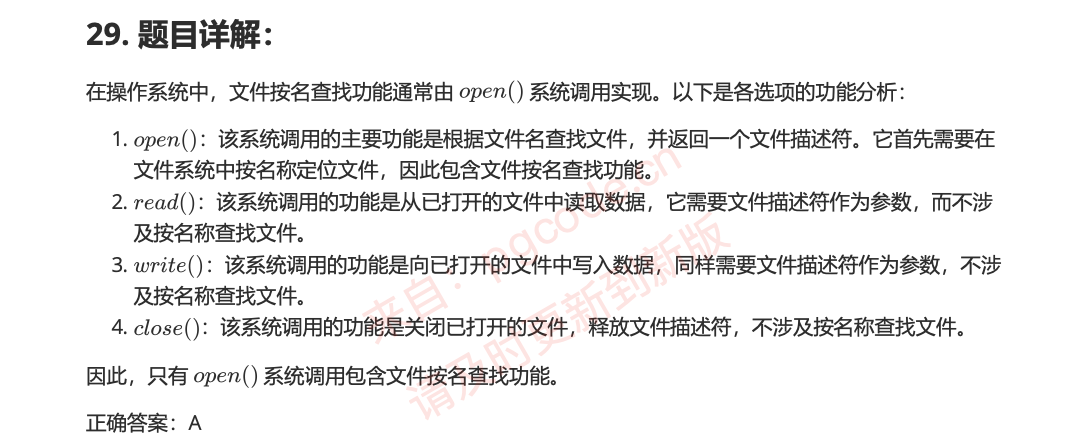 29. 题目详解：
在操作系统中，文件按名查找功能通常由 open() 系统调用实现。以下是各选项的功能分析：
1. open()：该系统调用的主要功能是根据文件名查找文件，并返回一个文件描述符。它首先需要在
文件系统中按名称定位文件，因此包含文件按名查找功能。
2. read()：该系统调用的功能是从已打开的文件中读取数据，它需要文件描述符作为参数，而不涉
及按名称查找文件。
3. write()：该系统调用的功能是向已打开的文件中写入数据，同样需要文件描述符作为参数，不涉
及按名称查找文件。
4. close()：该系统调用的功能是关闭已打开的文件，释放文件描述符，不涉及按名称查找文件。
因此，只有 open() 系统调用包含文件按名查找功能。
正确答案：A
来自：pgcode.cn
请及时更新到新版